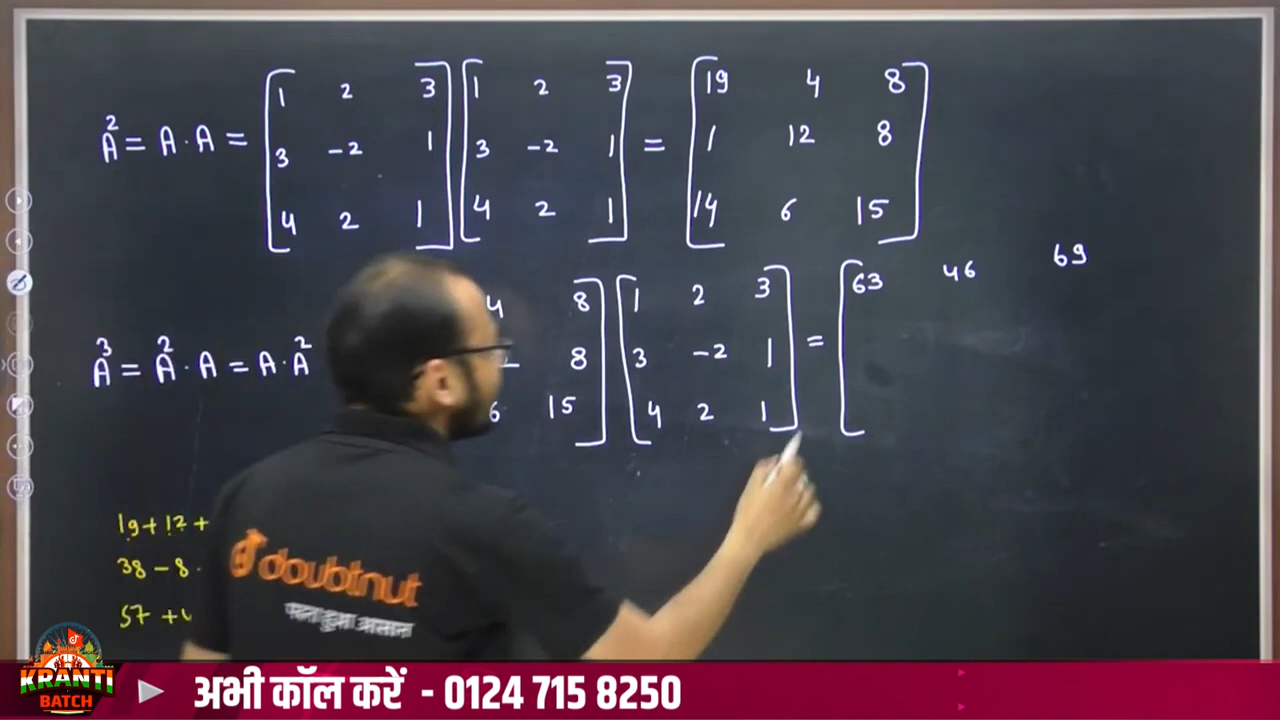 A² = A · A = [1 2 3] [1 2 3] = [19 4 8]
[3 -2 1] [3 -2 1] [1 12 8]
[4 2 1] [4 2 1] [14 6 15]
A³ = A² · A = A · A²
4 8] [1 2 3] = [63 46 69
8] [3 -2 1]
6 15] [4 2 1]
19 + 12 +
38 - 8
57 + 4
doubtnut
पढ़ना हुआ आसान
KRANTI
BATCH
अभी कॉल करें - 0124 715 8250